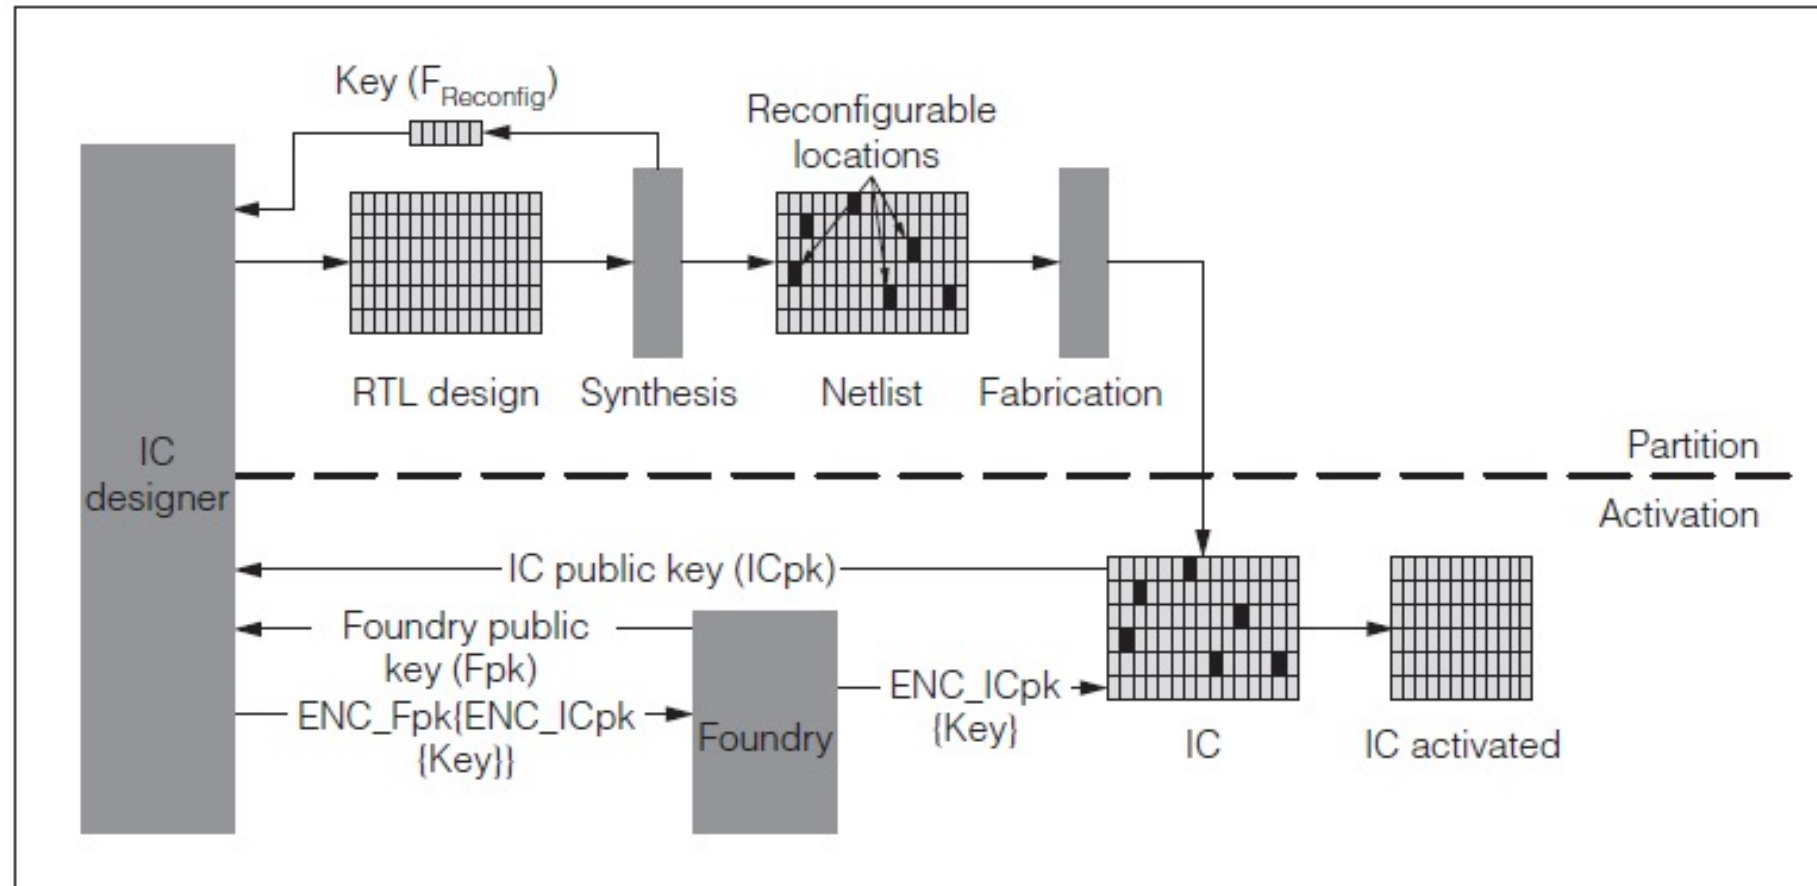 Key (F_Reconfig)
Reconfigurable
locations
RTL design
Synthesis
Netlist
Fabrication
IC
designer
Partition
Activation
IC public key (ICpk)
Foundry public
key (Fpk)
ENC_Fpk{ENC_ICpk
{Key}}
Foundry
ENC_ICpk
{Key}
IC
IC activated